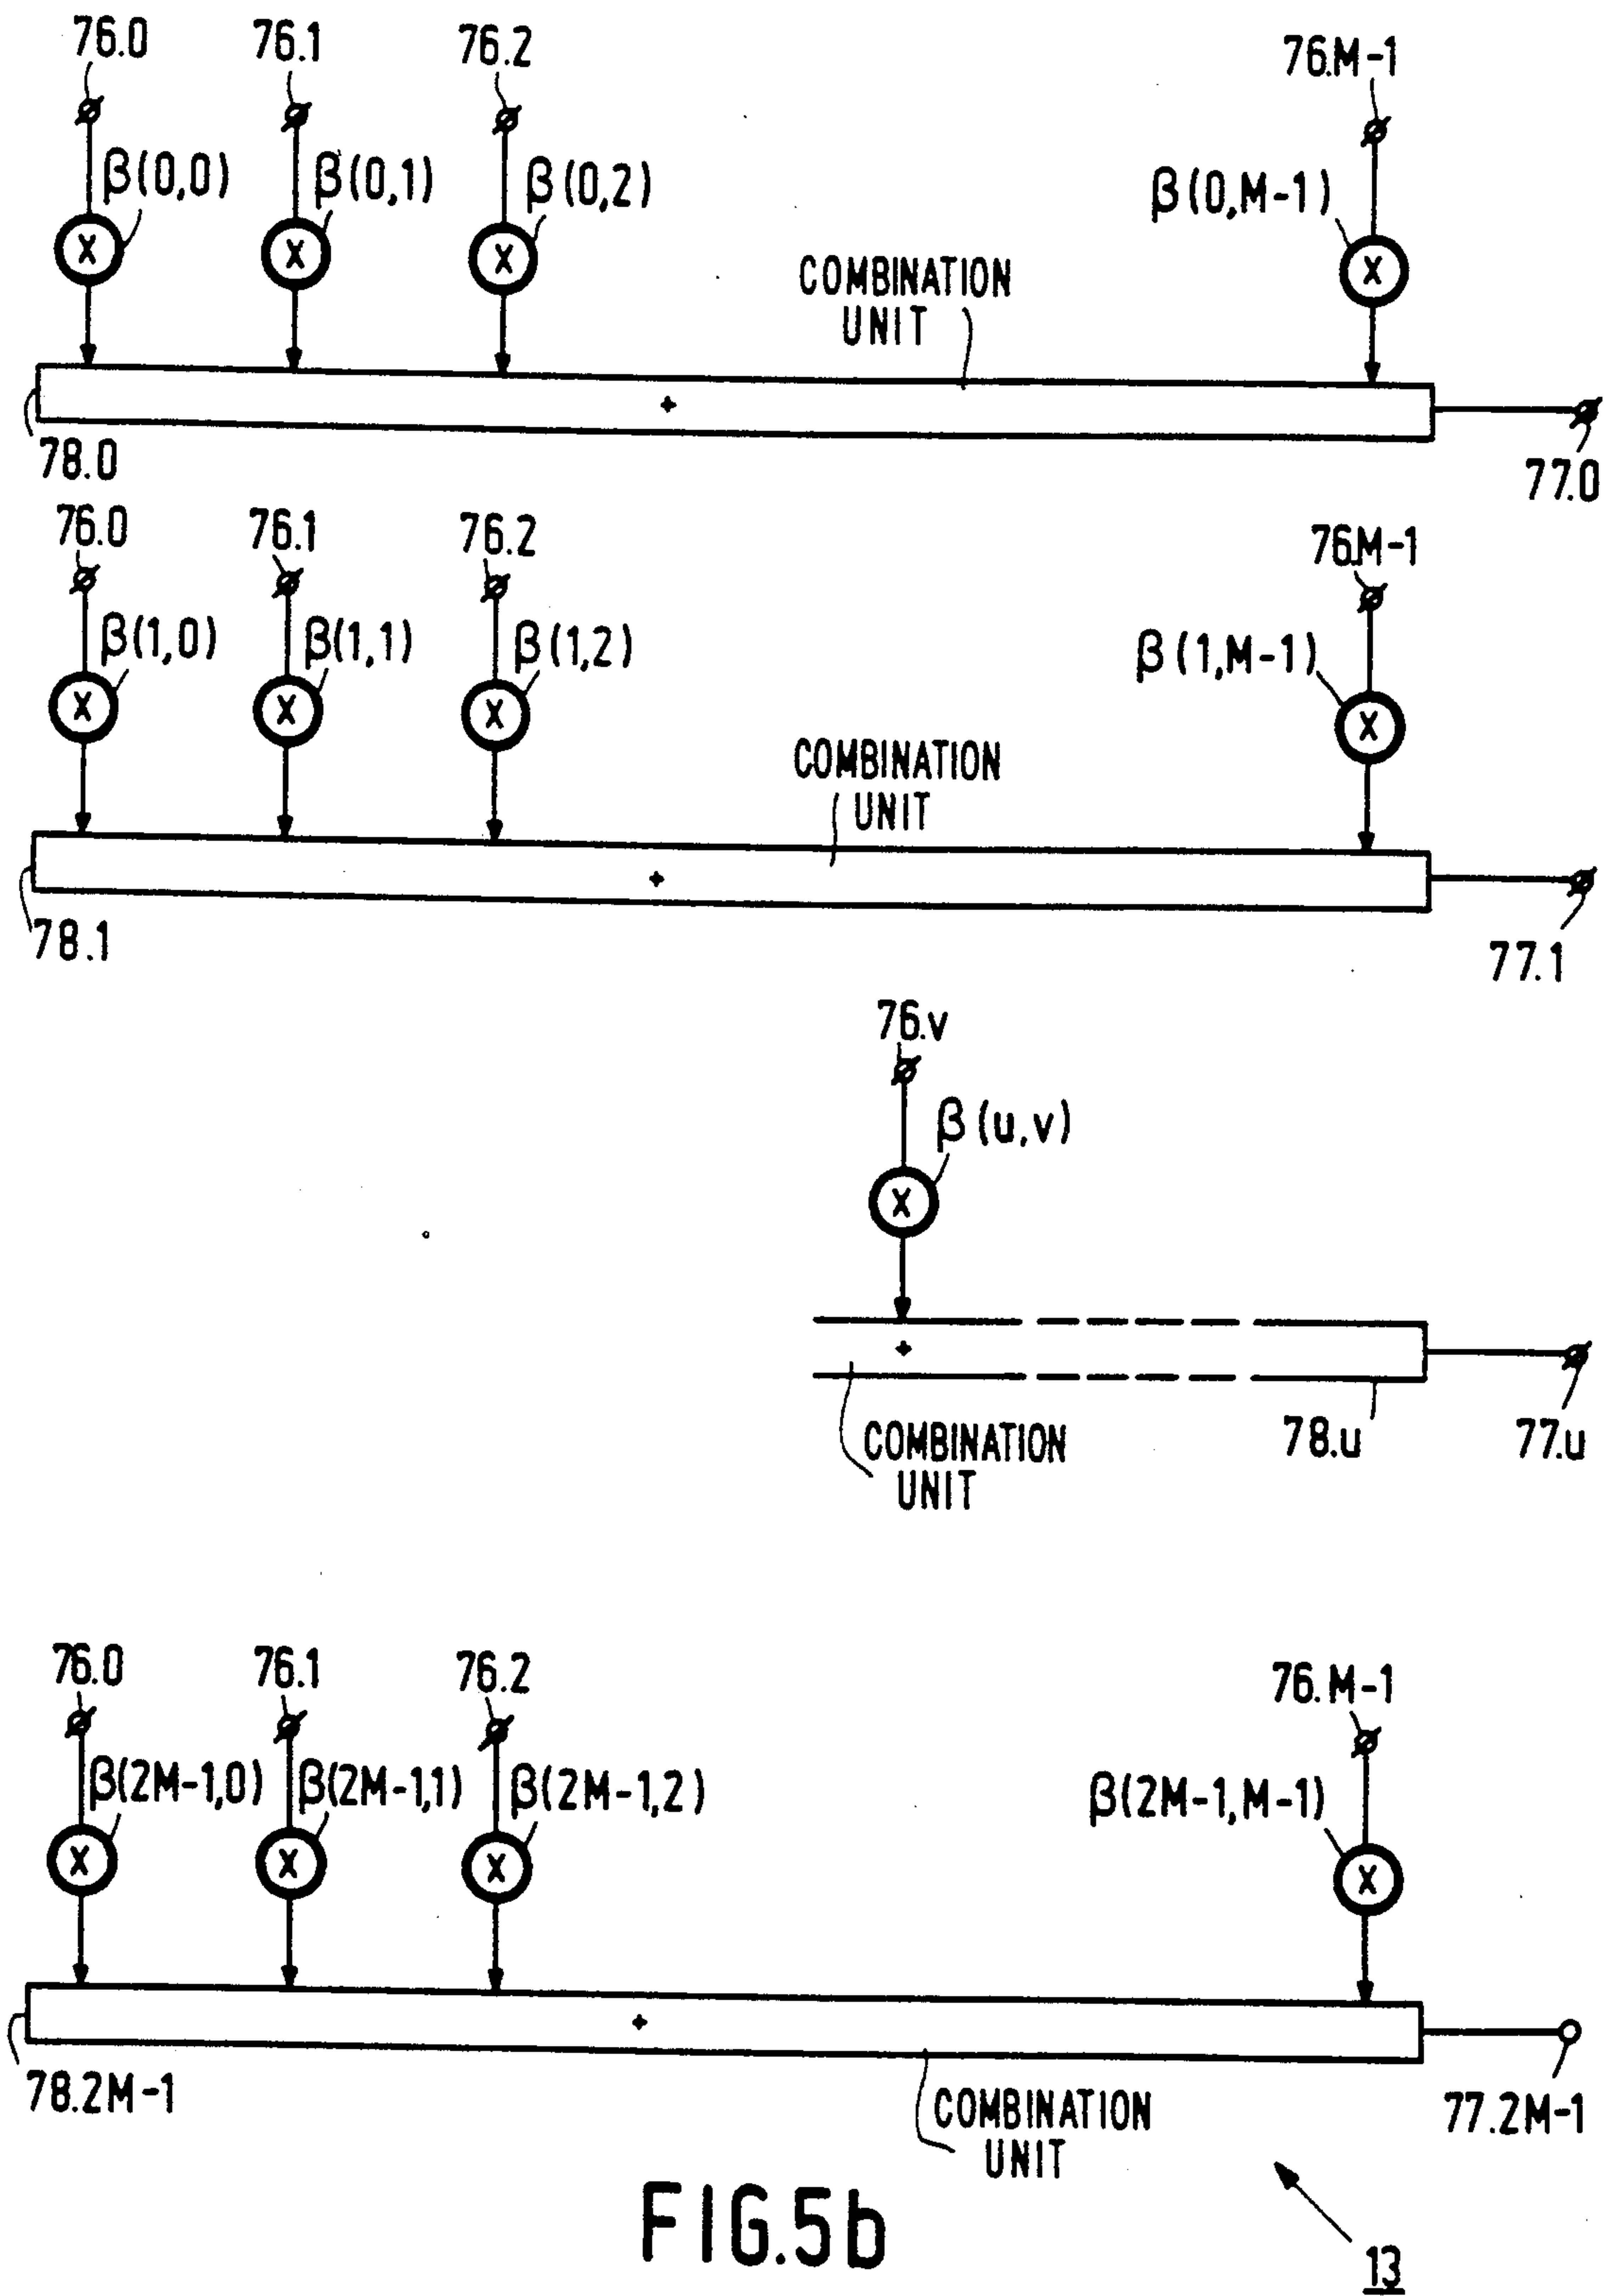 76.0 76.1 76.2 76.M-1
β(0,0) β(0,1) β(0,2) β(0,M-1)
X X X X
COMBINATION
UNIT
+
78.0 77.0
76.0 76.1 76.2 76.M-1
β(1,0) β(1,1) β(1,2) β(1,M-1)
X X X X
COMBINATION
UNIT
+
78.1 77.1
76.v
β(u,v)
X
+
COMBINATION
UNIT
78.u 77.u
76.0 76.1 76.2 76.M-1
β(2M-1,0) β(2M-1,1) β(2M-1,2) β(2M-1,M-1)
X X X X
+
78.2M-1 77.2M-1
COMBINATION
UNIT
FIG.5b
13